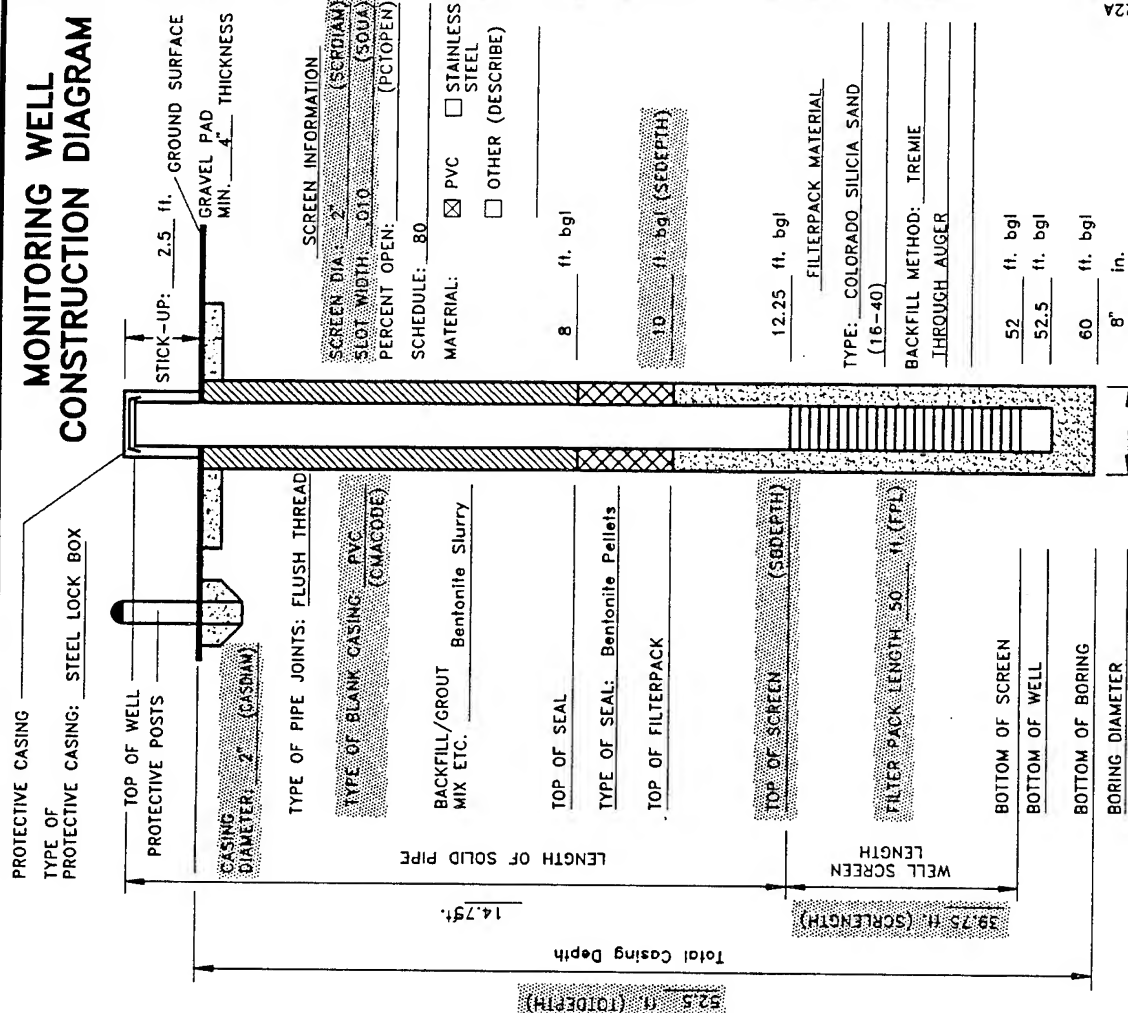 MONITORING WELL
CONSTRUCTION DIAGRAM
PROTECTIVE CASING
TYPE OF
PROTECTIVE CASING: STEEL LOCK BOX
TOP OF WELL
PROTECTIVE POSTS
STICK-UP: 2.5 ft.
GROUND SURFACE
GRAVEL PAD
MIN. 4" THICKNESS
CASING
DIAMETER: 2" (CASDIAM)
TYPE OF PIPE JOINTS: FLUSH THREAD
TYPE OF BLANK CASING: PVC
(CMACODE)
BACKFILL/GROUT Bentonite Slurry
MIX ETC.
SCREEN INFORMATION
SCREEN DIA: 2" (SCRDIAM)
SLOT WIDTH: .010 (SOUA)
PERCENT OPEN: (PCTOPEN)
SCHEDULE: 80
MATERIAL: ☒ PVC ☐ STAINLESS
STEEL
☐ OTHER (DESCRIBE)
TOP OF SEAL 8 ft. bgl
TYPE OF SEAL: Bentonite Pellets
TOP OF FILTERPACK 10 ft. bgl (SEDEPTH)
TOP OF SCREEN (SBDEPTH) 12.25 ft. bgl
FILTERPACK MATERIAL
TYPE: COLORADO SILICIA SAND
(16-40)
BACKFILL METHOD: TREMIE
THROUGH AUGER
FILTER PACK LENGTH 50 ft (FPL)
BOTTOM OF SCREEN 52 ft. bgl
BOTTOM OF WELL 52.5 ft. bgl
BOTTOM OF BORING 60 ft. bgl
BORING DIAMETER 8" in.
LENGTH OF SOLID PIPE
14.75ft.
WELL SCREEN
LENGTH
39.75 ft (SCRLENGTH)
Total Casing Depth
52.5 ft. (TOTDEPTH)
22A